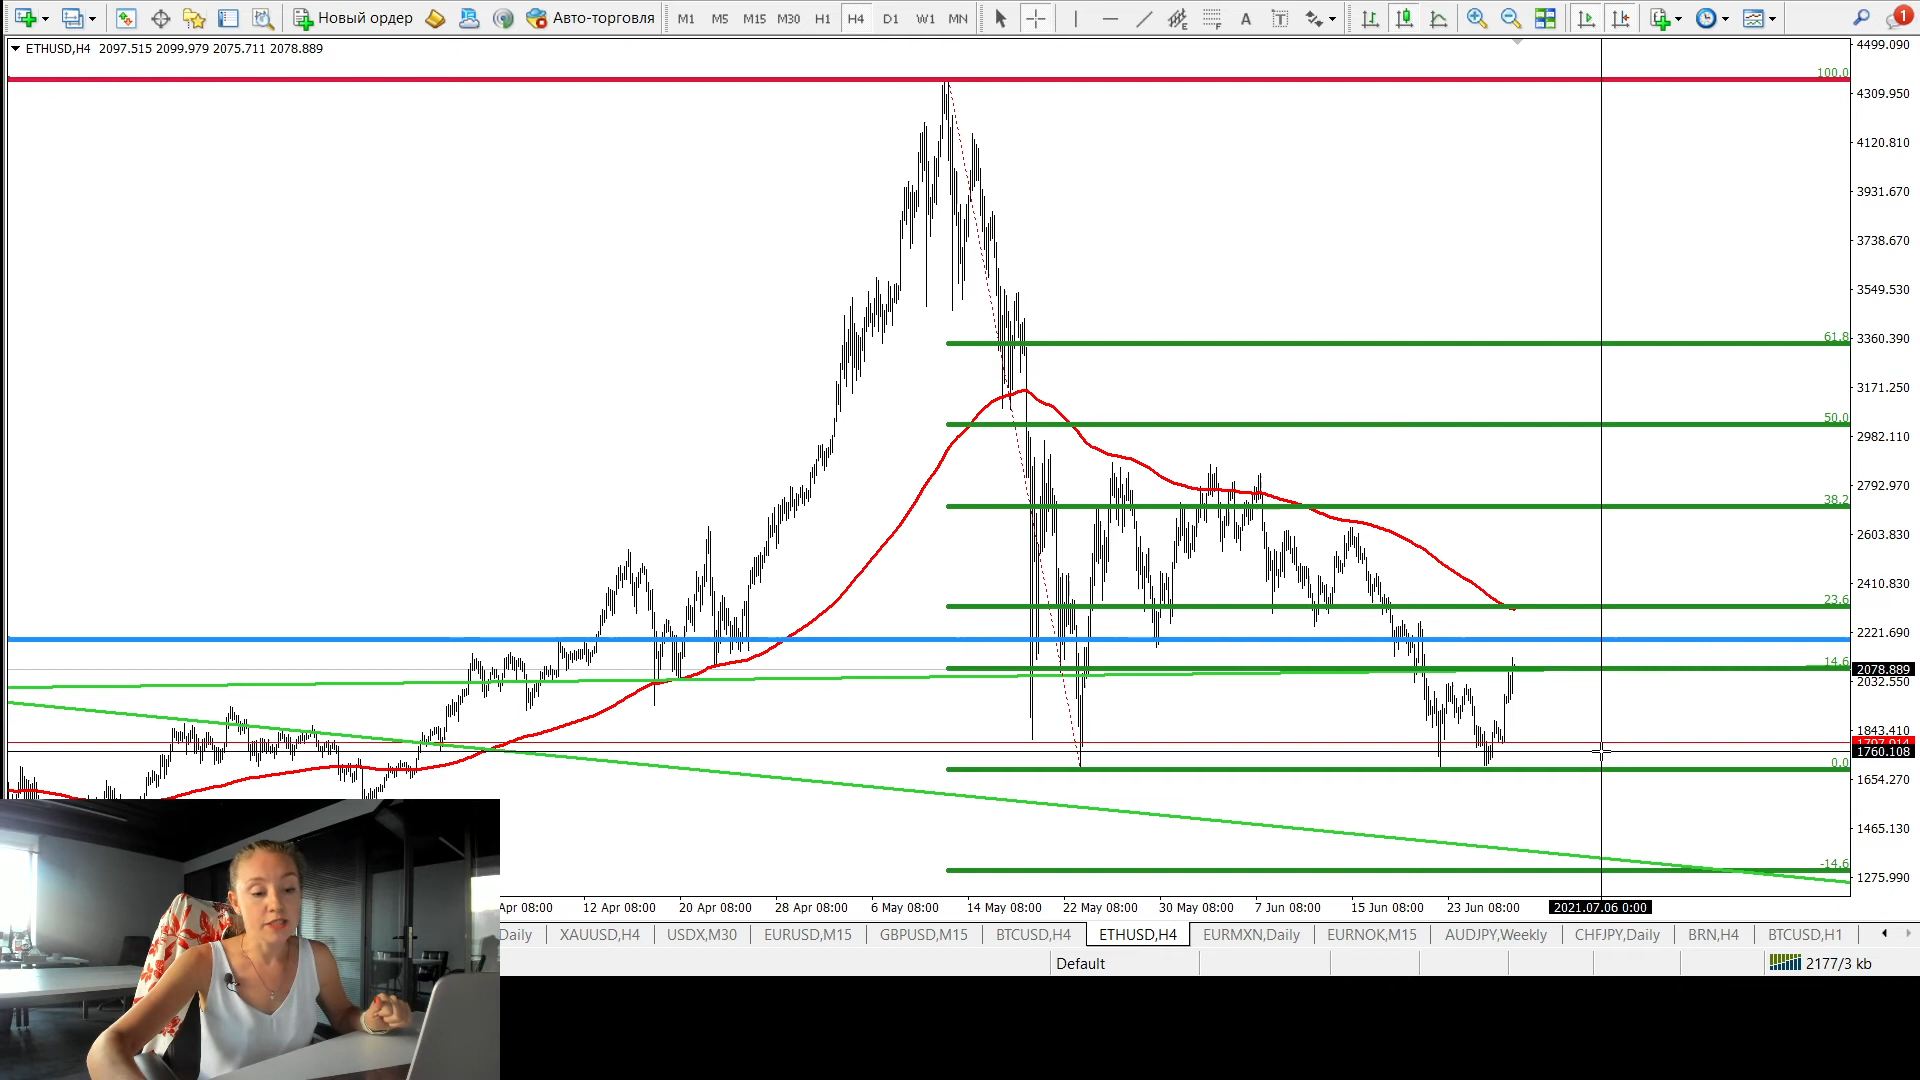 Новый ордер
Авто-торговля
M1 M5 M15 M30 H1 H4 D1 W1 MN
A
T
1
ETHUSD,H4 2097.515 2099.979 2075.711 2078.889
100.0
61.8
50.0
38.2
23.6
14.6
0.0
-14.6
4499.090
4309.950
4120.810
3931.670
3738.670
3549.530
3360.390
3171.250
2982.110
2792.970
2603.830
2410.830
2221.690
2078.889
2032.550
1843.410
1760.108
1654.270
1465.130
1275.990
Apr 08:00 12 Apr 08:00 20 Apr 08:00 28 Apr 08:00 6 May 08:00 14 May 08:00 22 May 08:00 30 May 08:00 7 Jun 08:00 15 Jun 08:00 23 Jun 08:00 2021.07.06 0:00
Daily XAUUSD,H4 USDX,M30 EURUSD,M15 GBPUSD,M15 BTCUSD,H4 ETHUSD,H4 EURMXN,Daily EURNOK,M15 AUDJPY,Weekly CHFJPY,Daily BRN,H4 BTCUSD,H1
Default
2177/3 kb